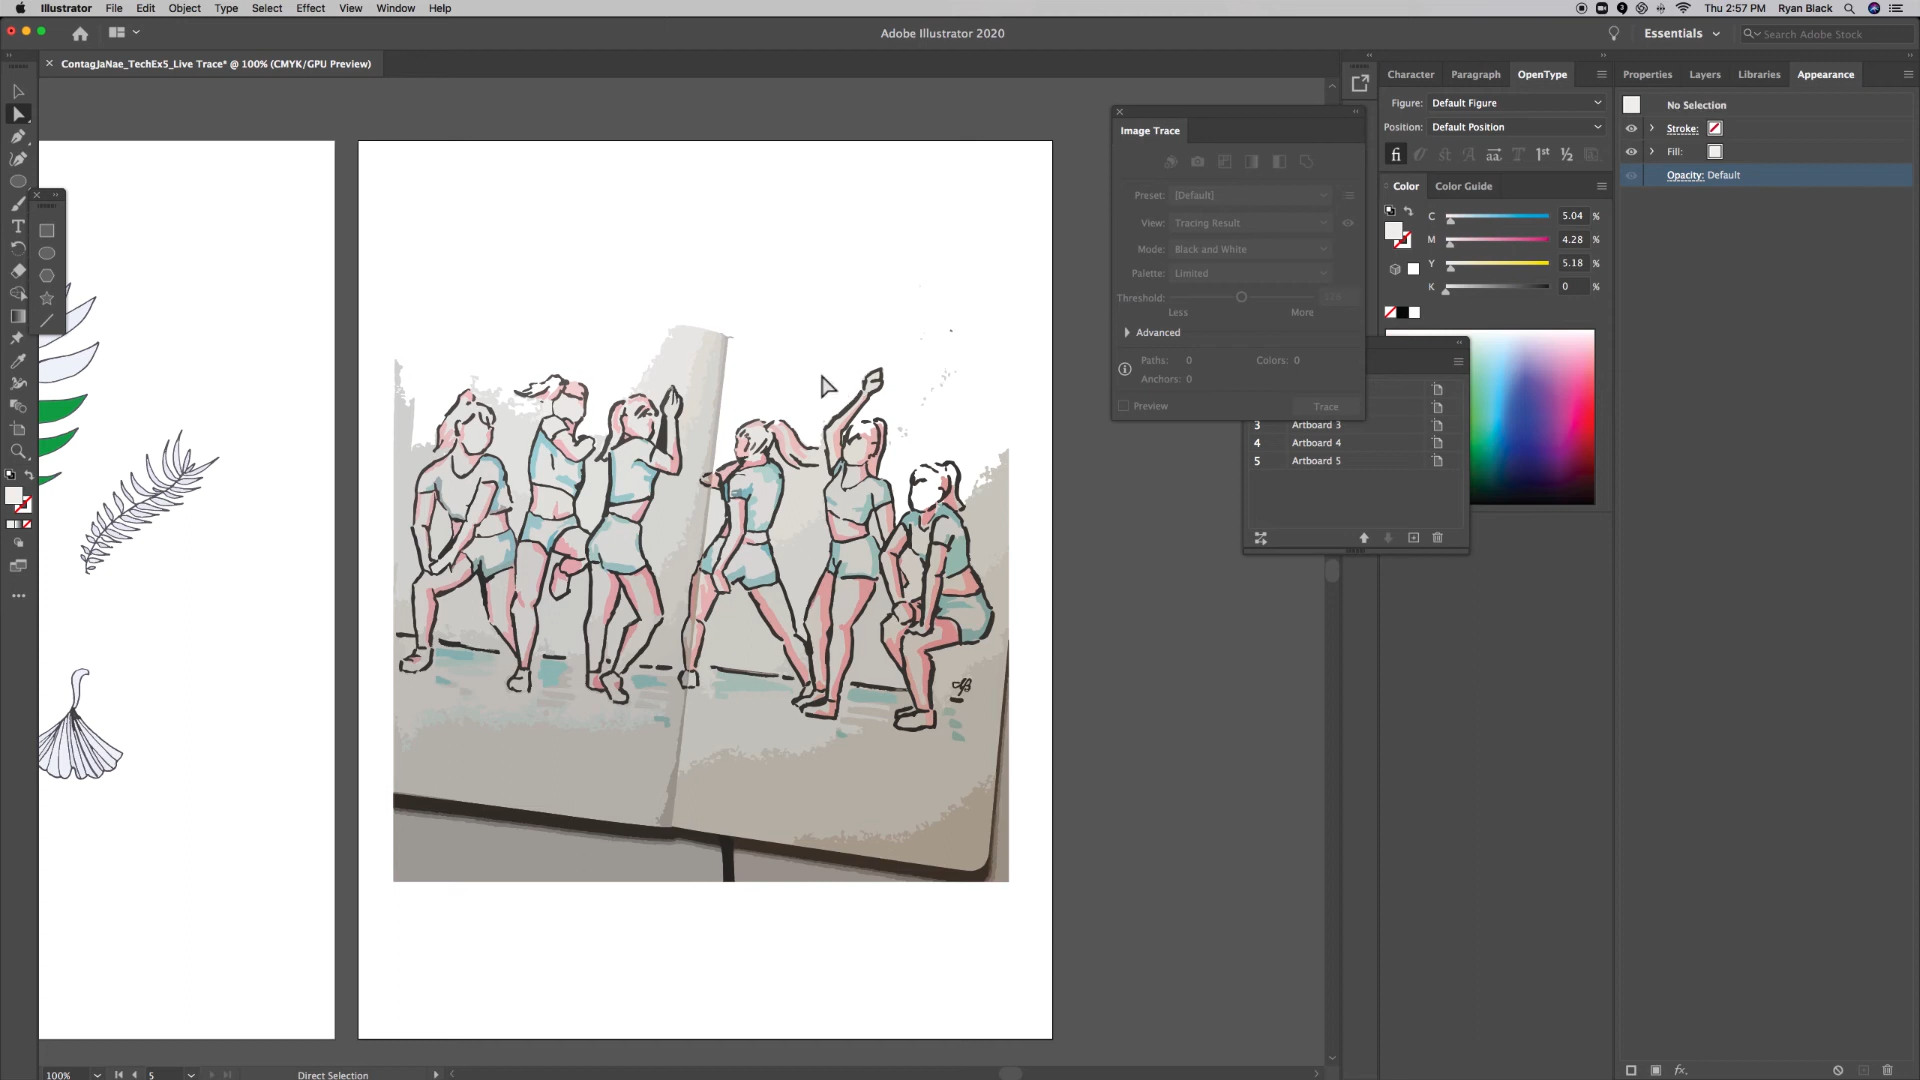 Illustrator File Edit Object Type Select Effect View Window Help
Thu 2:57 PM Ryan Black
Adobe Illustrator 2020
Essentials
Search Adobe Stock
ContagJaNae_TechEx5_Live Trace* @ 100% (CMYK/GPU Preview)
Character Paragraph OpenType
Properties Layers Libraries Appearance
Figure: Default Figure
Position: Default Position
No Selection
Stroke:
Fill:
Opacity: Default
Image Trace
Preset: [Default]
View: Tracing Result
Mode: Black and White
Palette: Limited
Threshold:
Less More
Advanced
Paths: 0 Colors: 0
Anchors: 0
Preview Trace
Color Color Guide
C 5.04 %
M 4.28 %
Y 5.18 %
K 0 %
3 Artboard 3
4 Artboard 4
5 Artboard 5
100% 5 Direct Selection